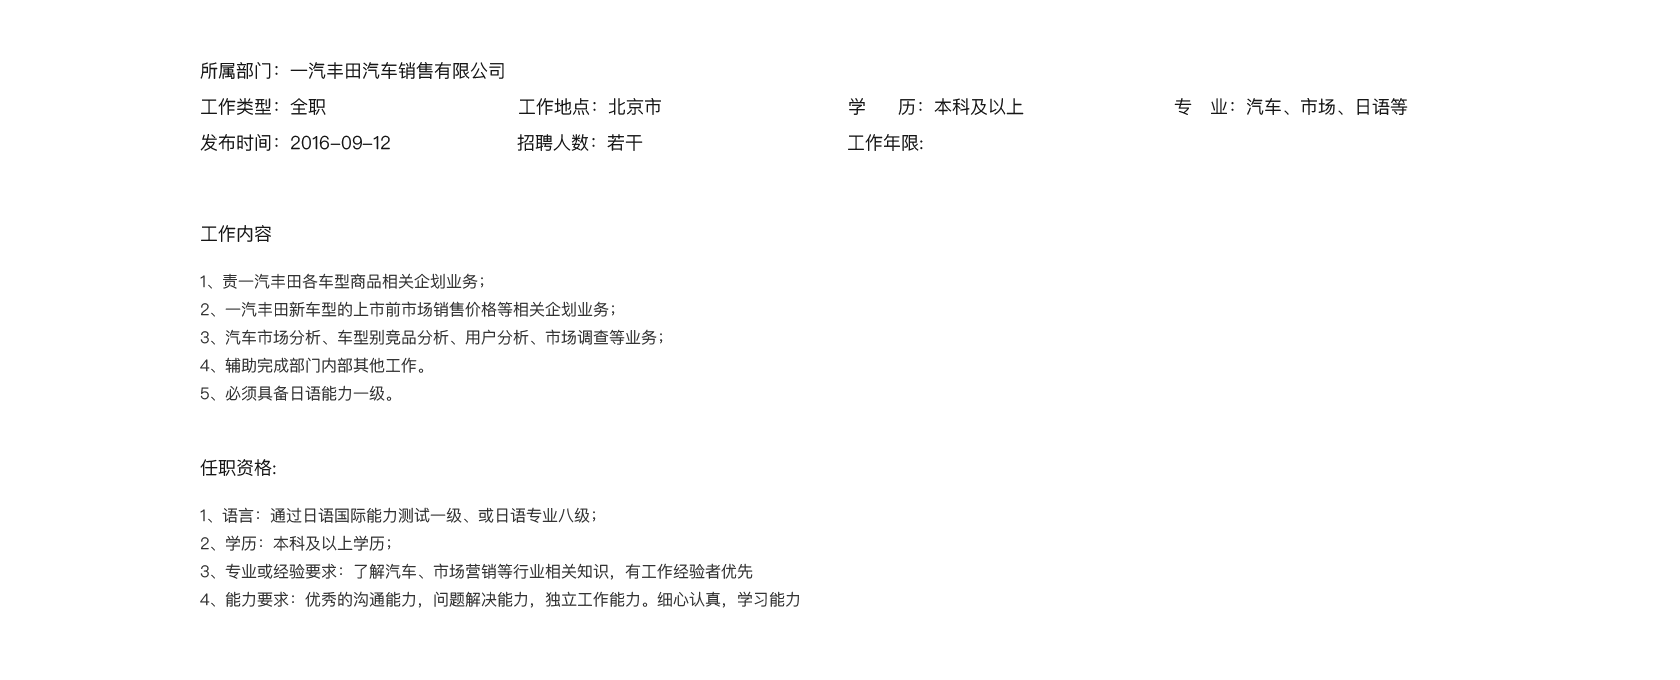 所属部门：一汽丰田汽车销售有限公司
工作类型：全职 工作地点：北京市 学 历：本科及以上 专 业：汽车、市场、日语等
发布时间：2016-09-12 招聘人数：若干 工作年限:
工作内容
1、责一汽丰田各车型商品相关企划业务；
2、一汽丰田新车型的上市前市场销售价格等相关企划业务；
3、汽车市场分析、车型别竞品分析、用户分析、市场调查等业务；
4、辅助完成部门内部其他工作。
5、必须具备日语能力一级。
任职资格:
1、语言：通过日语国际能力测试一级、或日语专业八级；
2、学历：本科及以上学历；
3、专业或经验要求：了解汽车、市场营销等行业相关知识，有工作经验者优先
4、能力要求：优秀的沟通能力，问题解决能力，独立工作能力。细心认真，学习能力